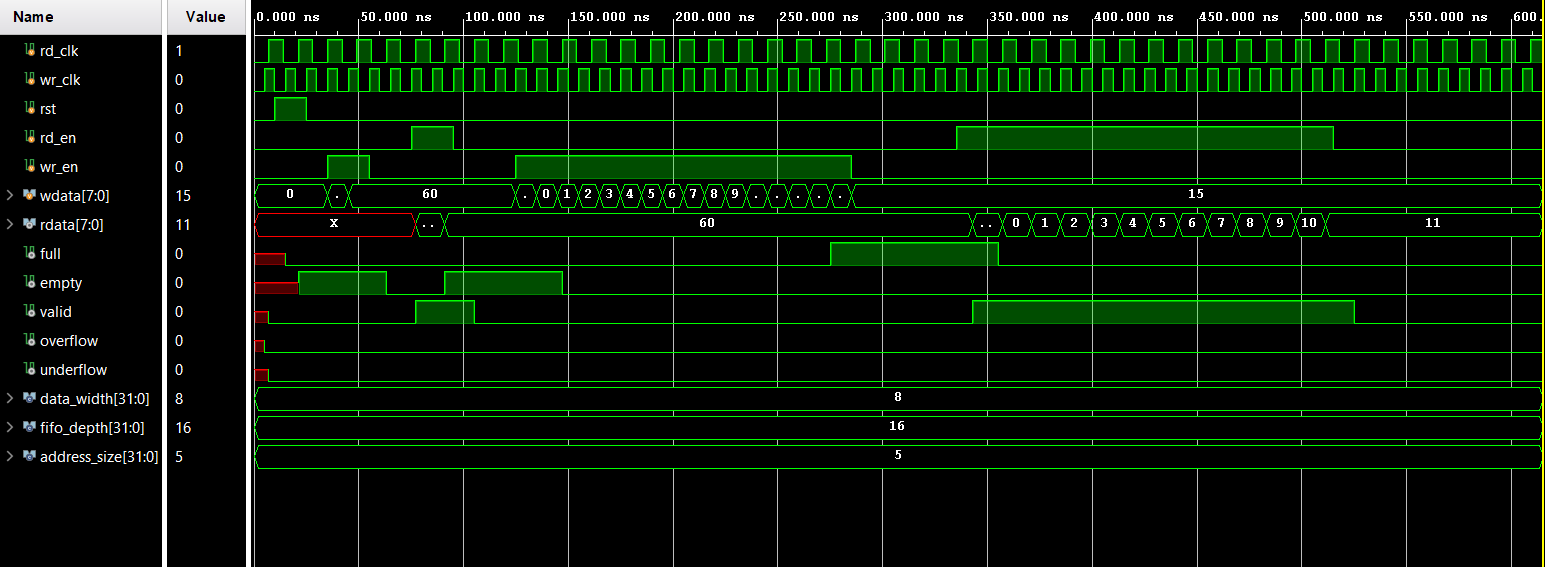 Name Value 0.000 ns 50.000 ns 100.000 ns 150.000 ns 200.000 ns 250.000 ns 300.000 ns 350.000 ns 400.000 ns 450.000 ns 500.000 ns 550.000 ns 600.
rd_clk 1
wr_clk 0
rst 0
rd_en 0
wr_en 0
wdata[7:0] 15 0 . 60 . 0 1 2 3 4 5 6 7 8 9 . . . . . 15
rdata[7:0] 11 X .. 60 .. 0 1 2 3 4 5 6 7 8 9 10 11
full 0
empty 0
valid 0
overflow 0
underflow 0
data_width[31:0] 8 8
fifo_depth[31:0] 16 16
address_size[31:0] 5 5